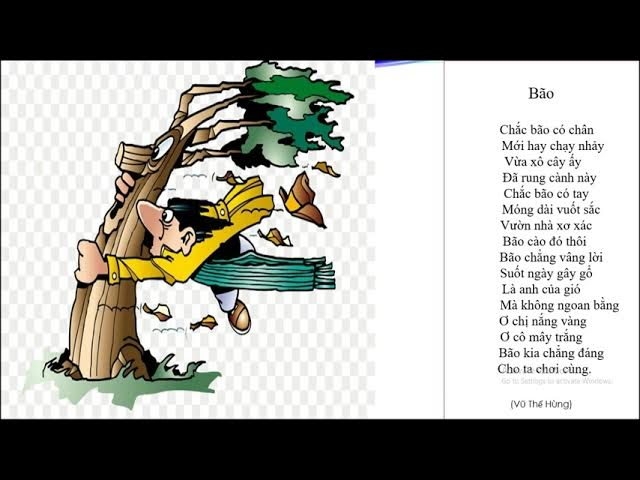 Bão
Chắc bão có chân
Mới hay chạy nhảy
Vừa xô cây ấy
Đã rung cành này
Chắc bão có tay
Móng dài vuốt sắc
Vườn nhà xơ xác
Bão cào đó thôi
Bão chẳng vâng lời
Suốt ngày gây gổ
Là anh của gió
Mà không ngoan bằng
Ơ chị nắng vàng
Ơ cô mây trắng
Bão kia chẳng đáng
Cho ta chơi cùng.
Go to Settings to activate Windows.
(Vũ Thế Hùng)